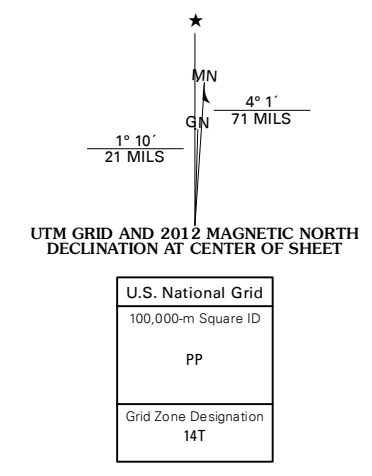 MN
4° 1´
71 MILS
GN
1° 10´
21 MILS
UTM GRID AND 2012 MAGNETIC NORTH
DECLINATION AT CENTER OF SHEET
U.S. National Grid
100,000-m Square ID
PP
Grid Zone Designation
14T